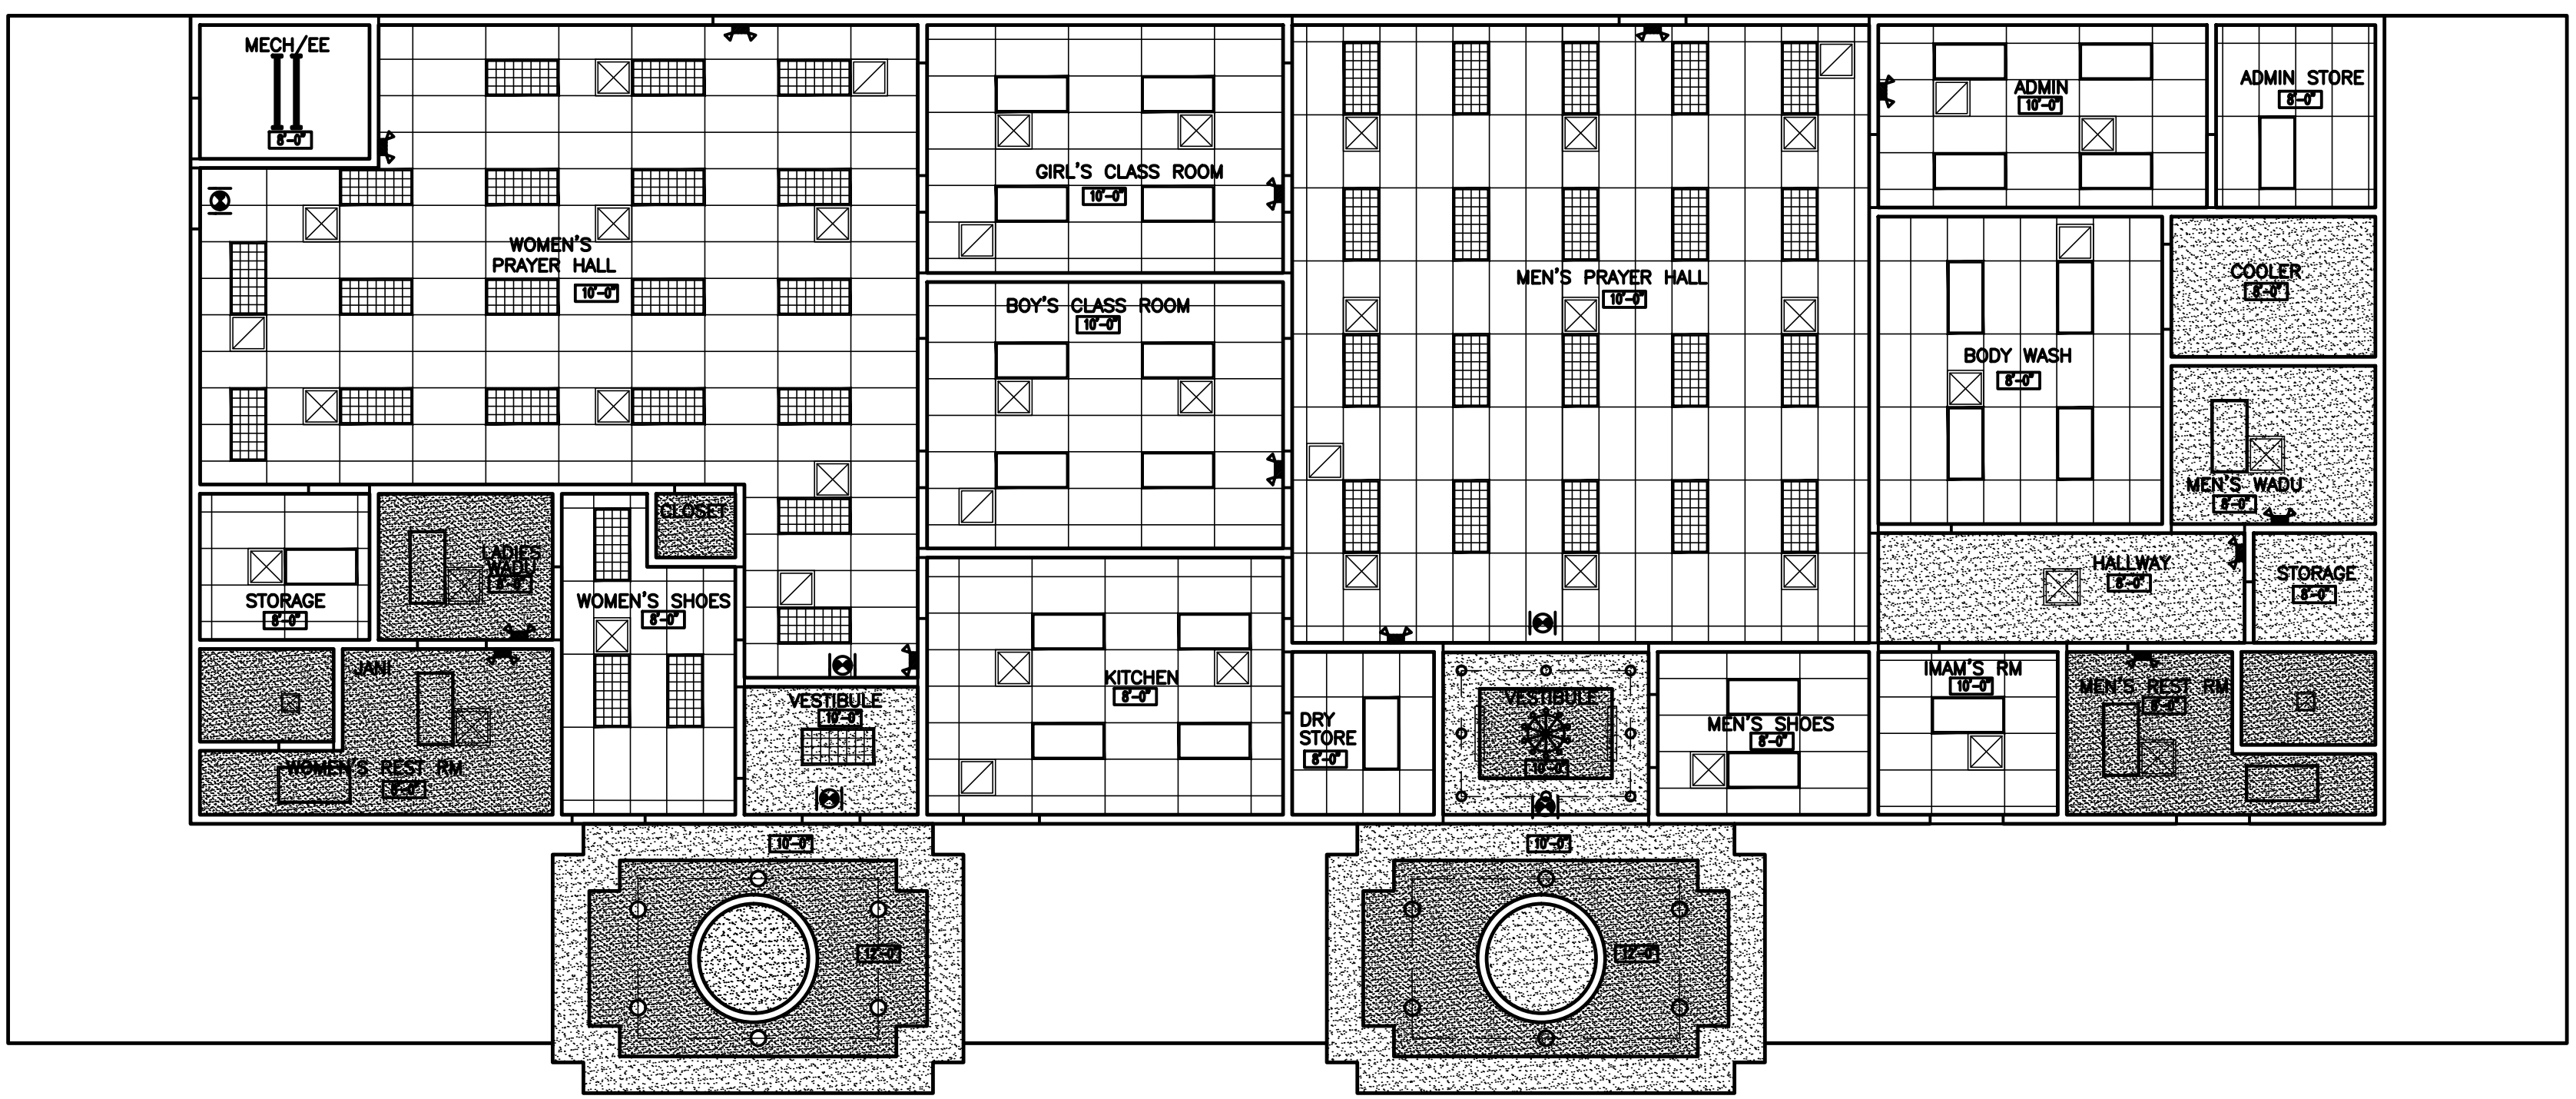 MECH/EE
8'-0"
WOMEN'S
PRAYER HALL
10'-0"
GIRL'S CLASS ROOM
10'-0"
BOY'S CLASS ROOM
10'-0"
MEN'S PRAYER HALL
10'-0"
ADMIN
10'-0"
ADMIN STORE
8'-0"
COOLER
8'-0"
BODY WASH
8'-0"
MEN'S WADU
8'-0"
HALLWAY
8'-0"
STORAGE
8'-0"
STORAGE
8'-0"
LADIES
WADU
8'-0"
CLOSET
WOMEN'S SHOES
8'-0"
JANI
WOMEN'S REST RM
8'-0"
VESTIBULE
10'-0"
KITCHEN
8'-0"
DRY
STORE
8'-0"
VESTIBULE
10'-0"
MEN'S SHOES
8'-0"
IMAM'S RM
10'-0"
MEN'S REST RM
8'-0"
10'-0"
12'-0"
10'-0"
12'-0"